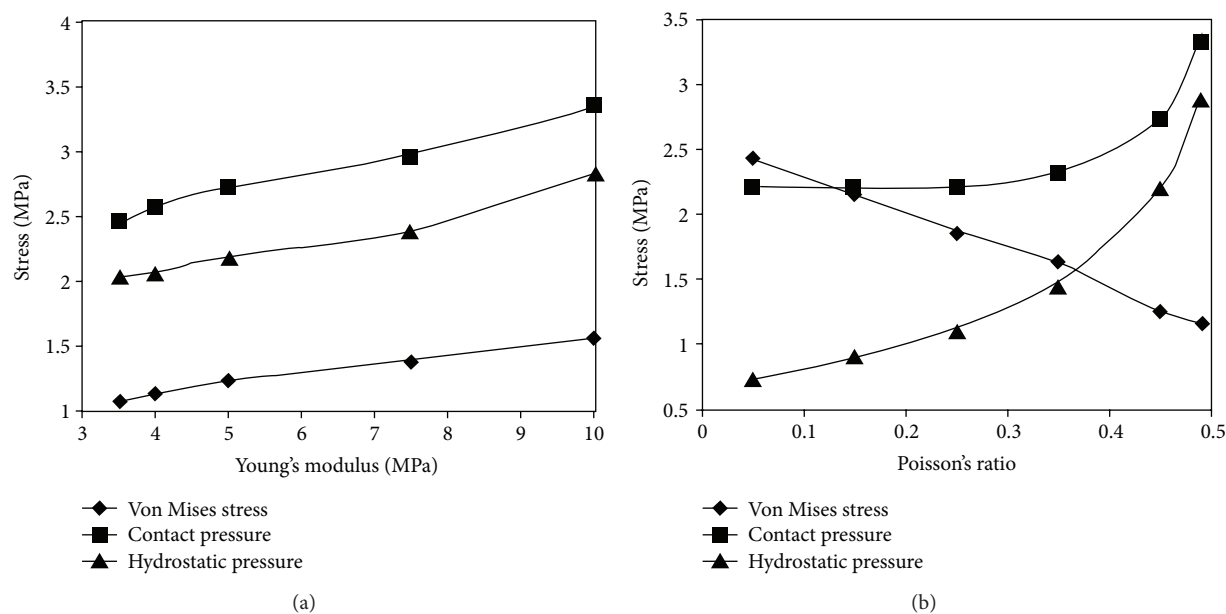 4
3.5
3
2.5
2
1.5
1
Stress (MPa)
3 4 5 6 7 8 9 10
Young's modulus (MPa)
Von Mises stress
Contact pressure
Hydrostatic pressure
(a)
3.5
3
2.5
2
1.5
1
0.5
Stress (MPa)
0 0.1 0.2 0.3 0.4 0.5
Poisson's ratio
Von Mises stress
Contact pressure
Hydrostatic pressure
(b)